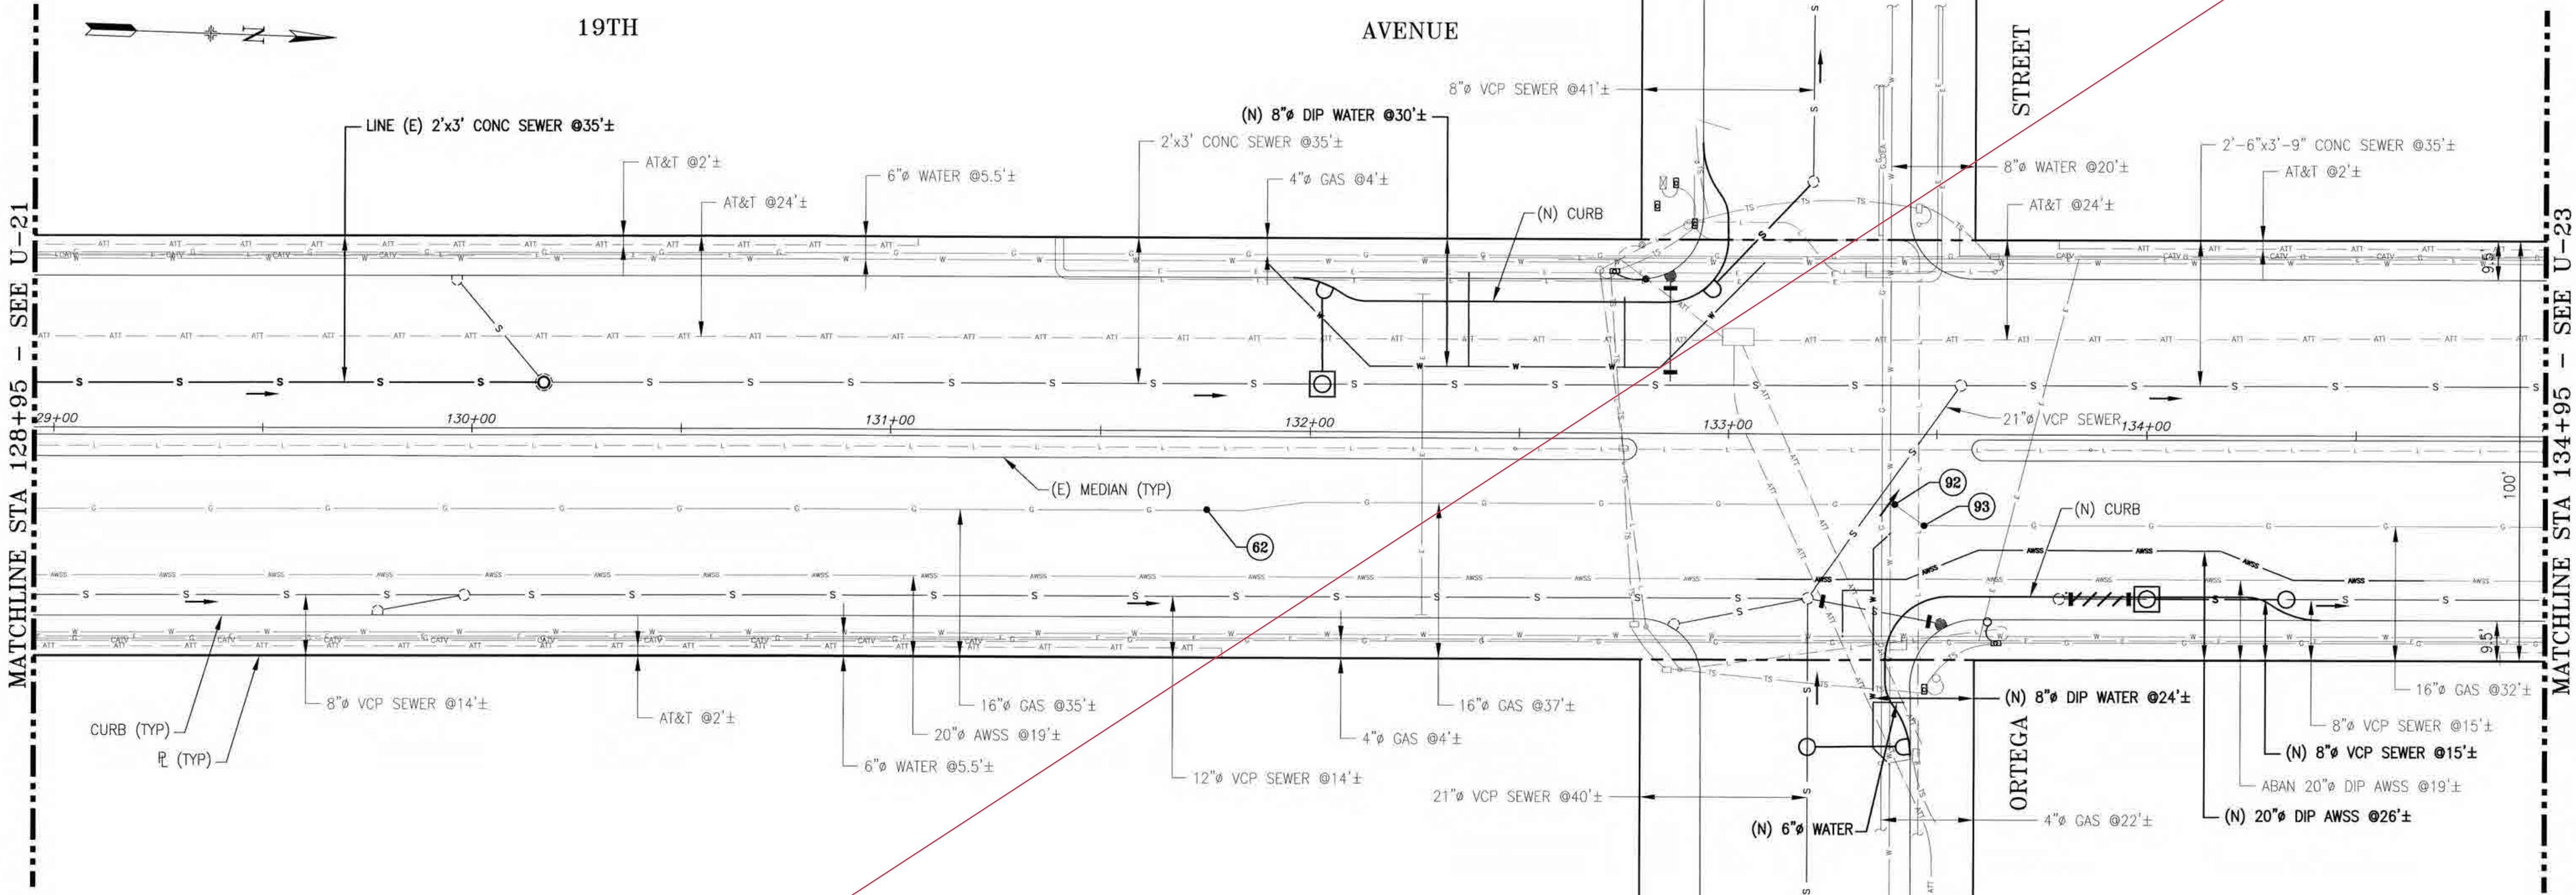 19TH
AVENUE
STREET
N
8"ø VCP SEWER @41'±
LINE (E) 2'x3' CONC SEWER @35'±
(N) 8"ø DIP WATER @30'±
2'x3' CONC SEWER @35'±
2'-6"x3'-9" CONC SEWER @35'±
AT&T @2'±
6"ø WATER @5.5'±
4"ø GAS @4'±
8"ø WATER @20'±
AT&T @2'±
AT&T @24'±
(N) CURB
AT&T @24'±
MATCHLINE STA 128+95 - SEE U-21
MATCHLINE STA 134+95 - SEE U-23
9.5'
29+00
130+00
131+00
132+00
133+00
134+00
21"ø VCP SEWER
(E) MEDIAN (TYP)
92
93
62
(N) CURB
100'
9.5'
8"ø VCP SEWER @14'±
AT&T @2'±
16"ø GAS @35'±
16"ø GAS @37'±
(N) 8"ø DIP WATER @24'±
16"ø GAS @32'±
CURB (TYP)
20"ø AWSS @19'±
4"ø GAS @4'±
8"ø VCP SEWER @15'±
PL (TYP)
6"ø WATER @5.5'±
12"ø VCP SEWER @14'±
(N) 8"ø VCP SEWER @15'±
ORTEGA
21"ø VCP SEWER @40'±
ABAN 20"ø DIP AWSS @19'±
(N) 6"ø WATER
4"ø GAS @22'±
(N) 20"ø DIP AWSS @26'±